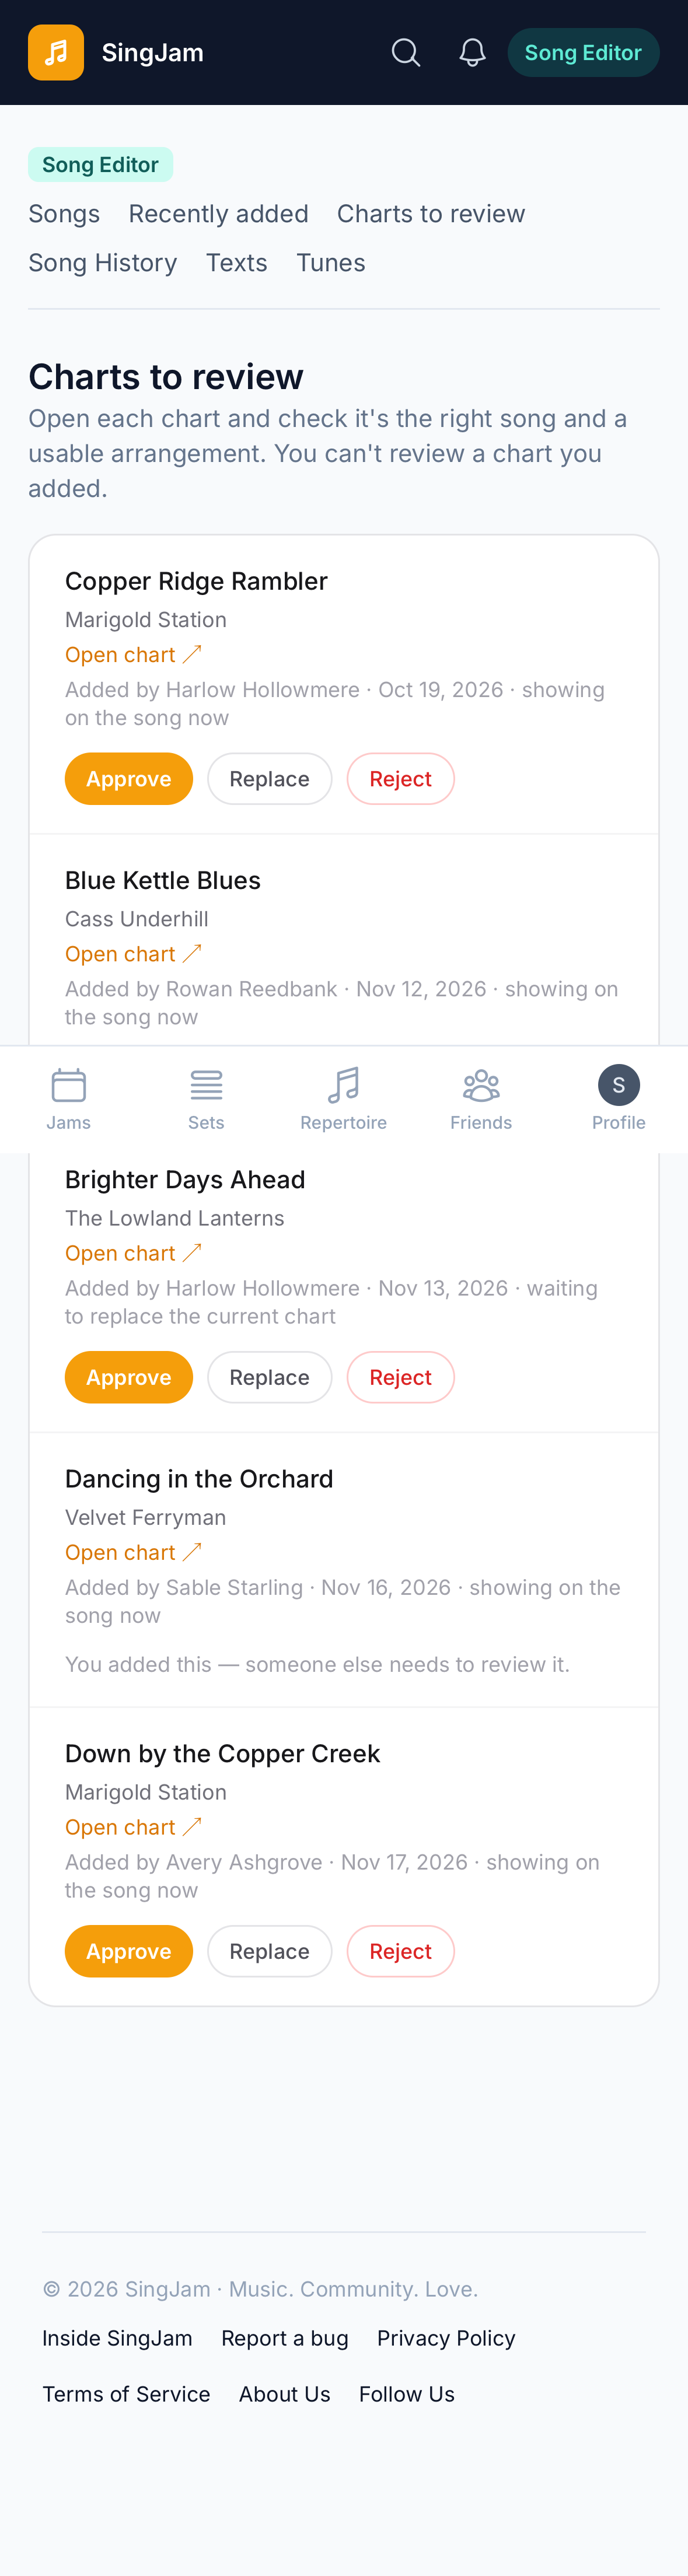 SingJam
Song Editor
Song Editor
Songs Recently added Charts to review
Song History Texts Tunes
Charts to review
Open each chart and check it's the right song and a
usable arrangement. You can't review a chart you
added.
Copper Ridge Rambler
Marigold Station
Open chart ↗
Added by Harlow Hollowmere · Oct 19, 2026 · showing
on the song now
Approve Replace Reject
Blue Kettle Blues
Cass Underhill
Open chart ↗
Added by Rowan Reedbank · Nov 12, 2026 · showing on
the song now
Jams Sets Repertoire Friends S Profile
Brighter Days Ahead
The Lowland Lanterns
Open chart ↗
Added by Harlow Hollowmere · Nov 13, 2026 · waiting
to replace the current chart
Approve Replace Reject
Dancing in the Orchard
Velvet Ferryman
Open chart ↗
Added by Sable Starling · Nov 16, 2026 · showing on the
song now
You added this — someone else needs to review it.
Down by the Copper Creek
Marigold Station
Open chart ↗
Added by Avery Ashgrove · Nov 17, 2026 · showing on
the song now
Approve Replace Reject
© 2026 SingJam · Music. Community. Love.
Inside SingJam Report a bug Privacy Policy
Terms of Service About Us Follow Us